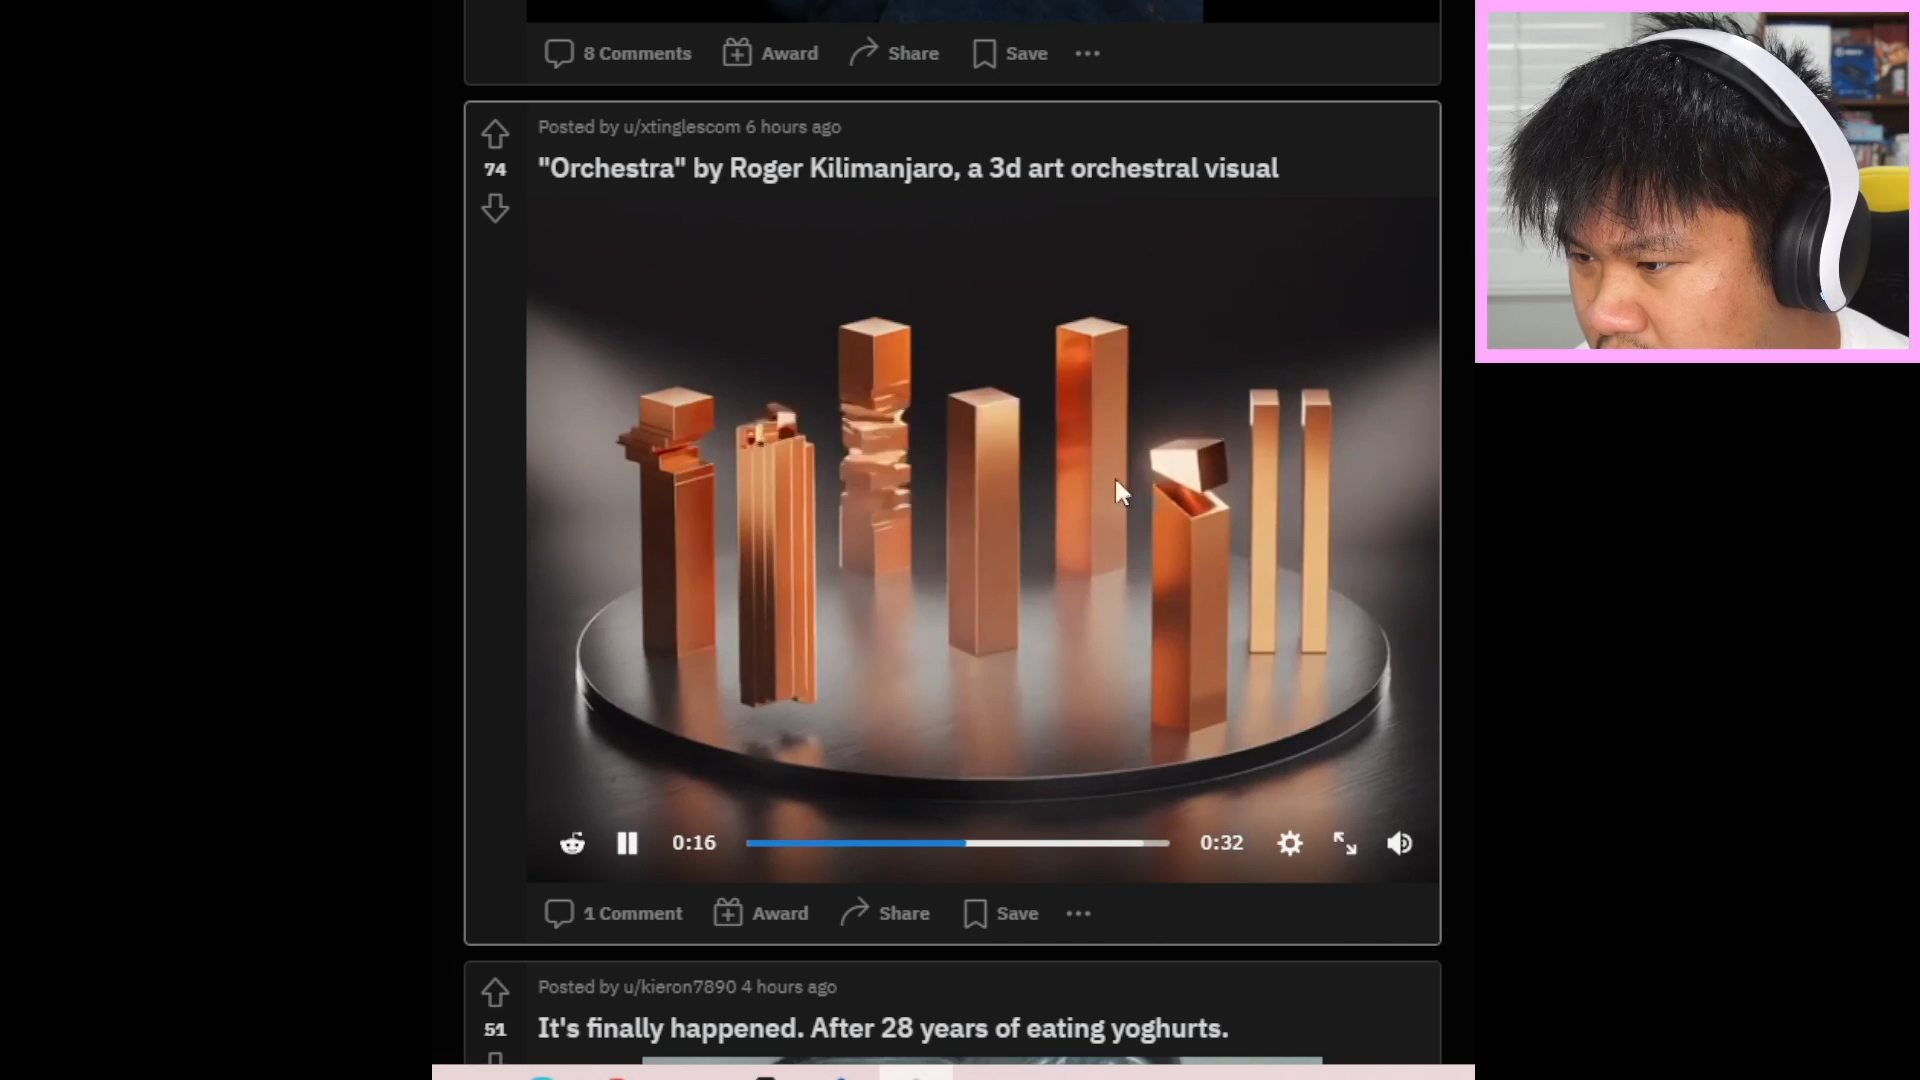 8 Comments Award Share Save
Posted by u/xtinglescom 6 hours ago
74
"Orchestra" by Roger Kilimanjaro, a 3d art orchestral visual
0:16 0:32
1 Comment Award Share Save
Posted by u/kieron7890 4 hours ago
51
It's finally happened. After 28 years of eating yoghurts.